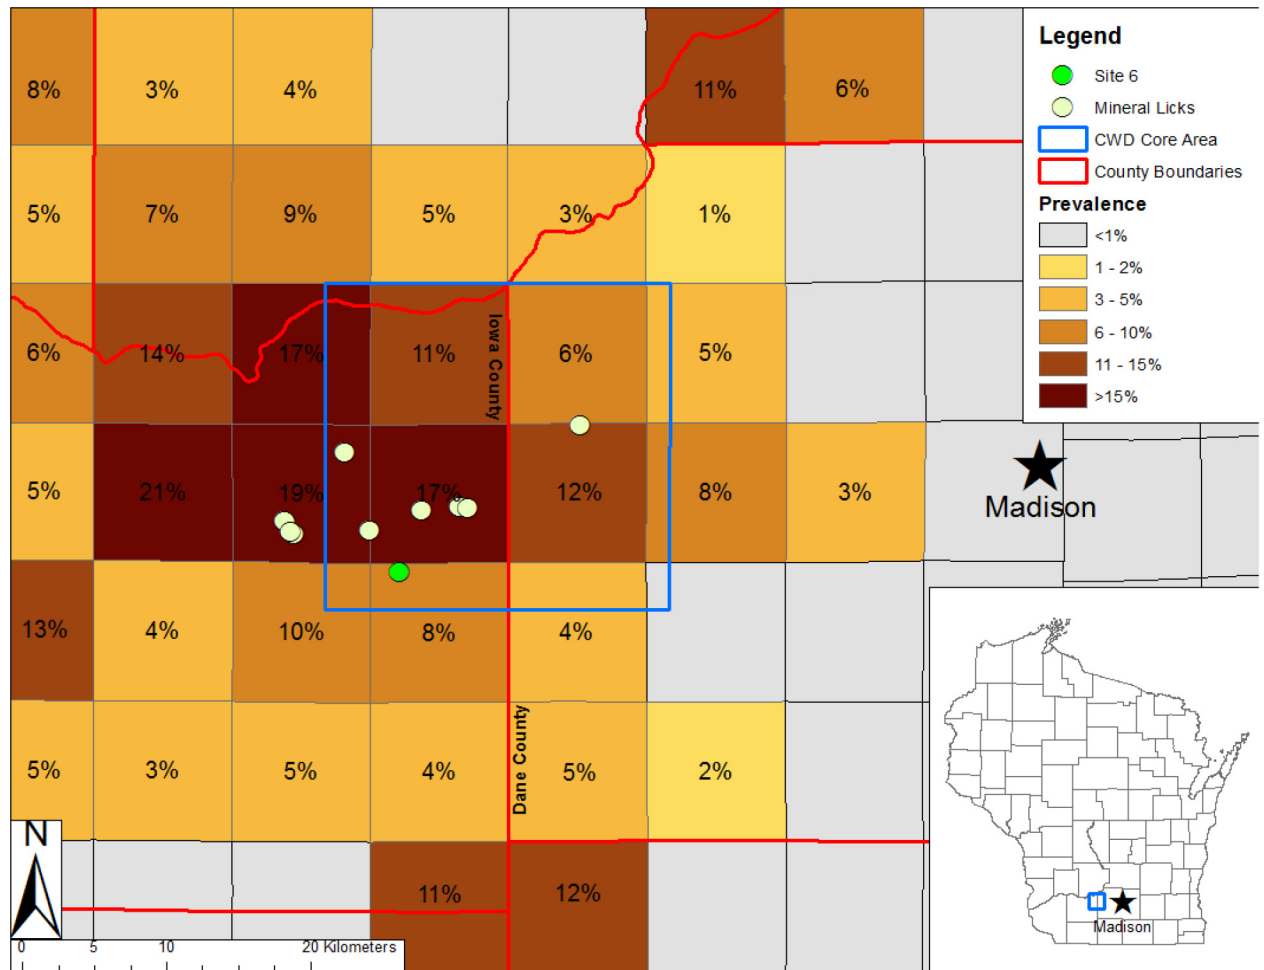 8%
3%
4%
11%
6%
5%
7%
9%
5%
3%
1%
6%
14%
17%
11%
6%
5%
5%
21%
19%
17%
12%
8%
3%
13%
4%
10%
8%
4%
5%
3%
5%
4%
5%
2%
11%
12%
Iowa County
Dane County
Madison
Legend
Site 6
Mineral Licks
CWD Core Area
County Boundaries
Prevalence
<1%
1 - 2%
3 - 5%
6 - 10%
11 - 15%
>15%
N
0 5 10 20 Kilometers
Madison